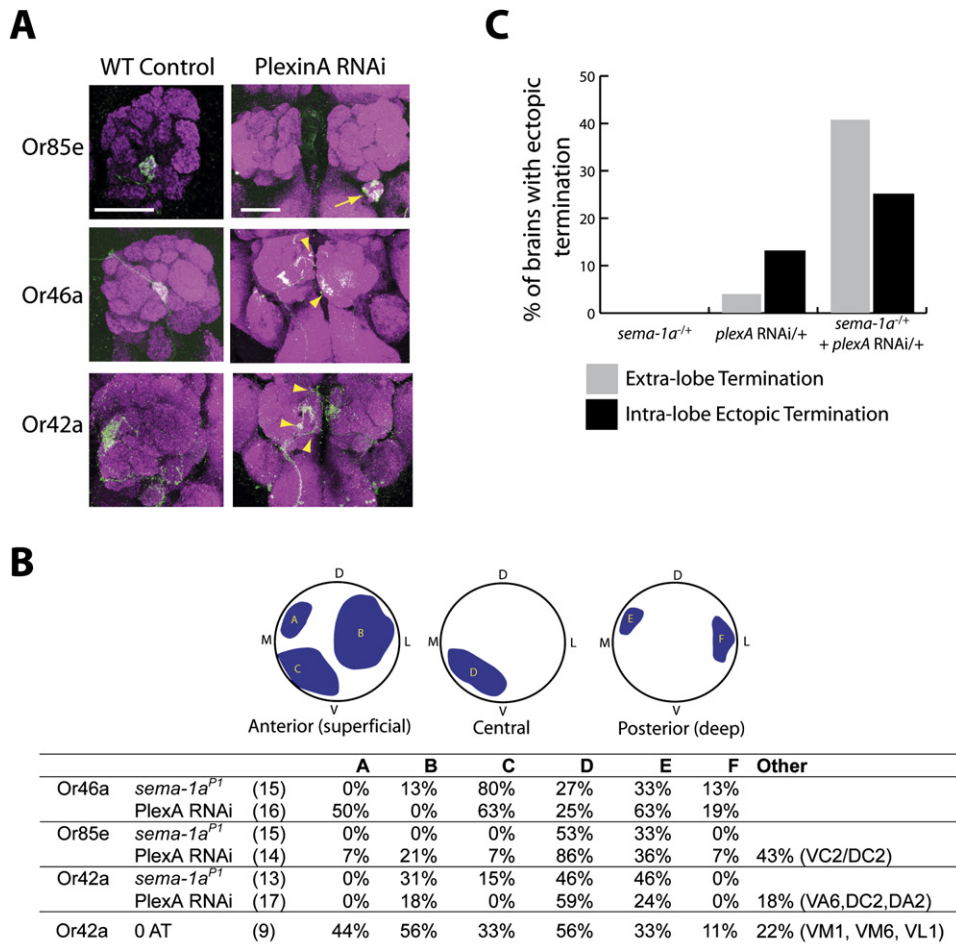 A
WT Control PlexinA RNAi
Or85e
Or46a
Or42a
C
% of brains with ectopic
termination
50
40
30
20
10
0
sema-1a-/+ plexA RNAi/+ sema-1a-/+
+ plexA RNAi/+
Extra-lobe Termination
Intra-lobe Ectopic Termination
B
D D D
A B E F
M L M L M L
C D
V V V
Anterior (superficial) Central Posterior (deep)
A B C D E F Other
Or46a sema-1aP1 (15) 0% 13% 80% 27% 33% 13%
PlexA RNAi (16) 50% 0% 63% 25% 63% 19%
Or85e sema-1aP1 (15) 0% 0% 0% 53% 33% 0%
PlexA RNAi (14) 7% 21% 7% 86% 36% 7% 43% (VC2/DC2)
Or42a sema-1aP1 (13) 0% 31% 15% 46% 46% 0%
PlexA RNAi (17) 0% 18% 0% 59% 24% 0% 18% (VA6,DC2,DA2)
Or42a 0 AT (9) 44% 56% 33% 56% 33% 11% 22% (VM1, VM6, VL1)